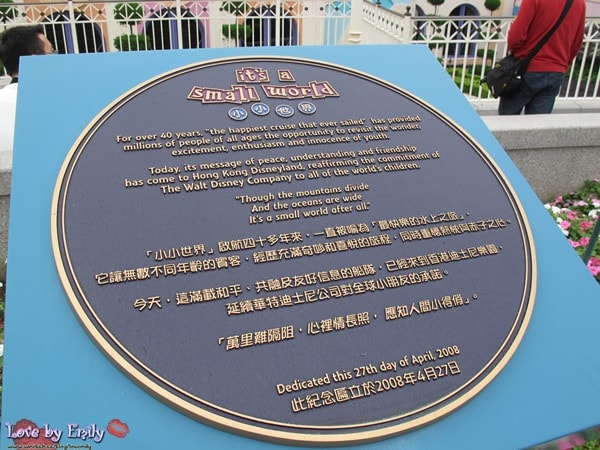 it's a
small world
小小世界
For over 40 years, "the happiest cruise that ever sailed" has provided
millions of people of all ages the opportunity to revisit the wonder,
excitement, enthusiasm and innocence of youth.
Today, its message of peace, understanding and friendship
has come to Hong Kong Disneyland, reaffirming the commitment of
The Walt Disney Company to all of the world's children.
"Though the mountains divide
And the oceans are wide
It's a small world after all."
「小小世界」啟航四十多年來，一直被喻為「最快樂的水上之旅」，
它讓無數不同年齡的賓客，經歷充滿奇妙和喜悅的旅程，同時重燃熱情與赤子之心。
今天，這滿載和平、共融及友好信息的船隊，已經來到香港迪士尼樂園，
延續華特迪士尼公司對全球小朋友的承諾。
「萬里難隔阻，心裡情長照，應知人間小得俏」。
Dedicated this 27th day of April, 2008
此紀念區立於2008年4月27日
Love by Emily